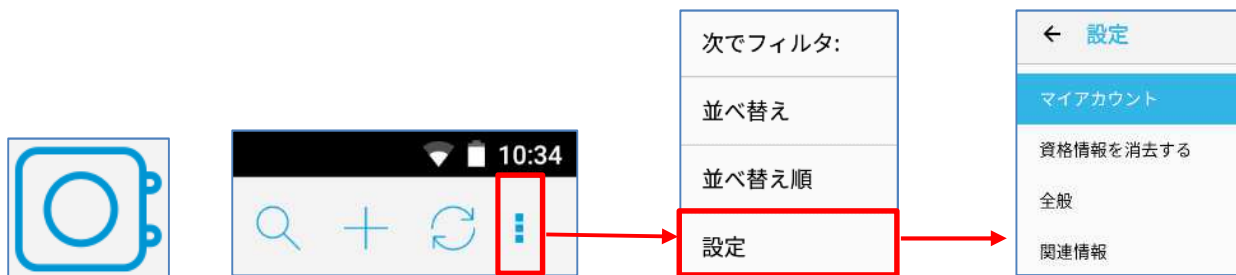 10:34
次でフィルタ:
並べ替え
並べ替え順
設定
← 設定
マイアカウント
資格情報を消去する
全般
関連情報